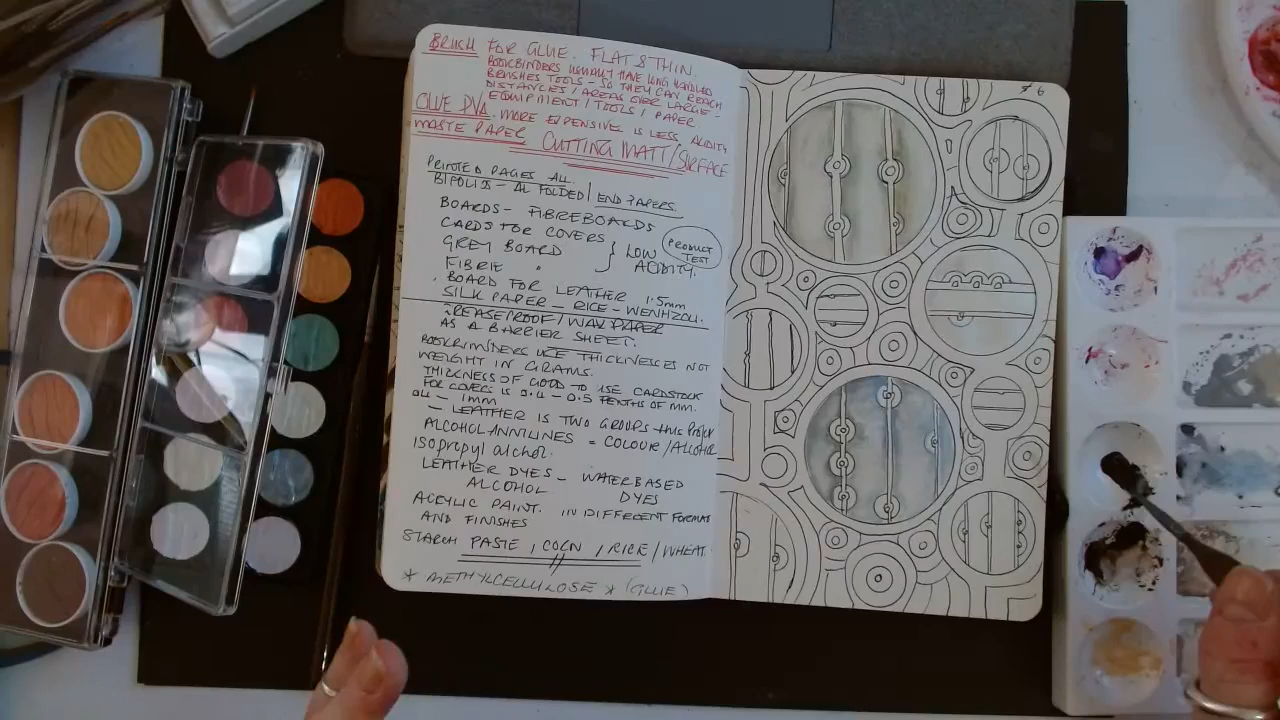 BRUSH FOR GLUE. FLAT & THIN.
BOOKBINDERS USUALLY HAVE LONG HANDLED
BRUSHES TOOLS - SO THEY CAN REACH
DISTANCES / AREAS OVER LARGE -
EQUIPMENT / TOOLS / PAPER.
GLUE PVA. MORE EXPENSIVE IS LESS ACIDITY
WASTE PAPER CUTTING MATT/SURFACE
PRINTED PAGES ALL
BIFOLIOS - FOLDED / END PAPERS.
BOARDS - FIBREBOARDS
CARDS FOR COVERS
GREY BOARD } LOW ACIDITY.
PRODUCT TEST
FIBRE "
. BOARD FOR LEATHER 1.5mm
SILK PAPER - RICE - WENHZOU.
GREASEPROOF/WAX PAPER
AS A BARRIER SHEET.
BOOKBINDERS USE THICKNESSES NOT
WEIGHT IN GRAMS.
THICKNESS OF TO USE CARDSTOCK
FOR COVERS IS 0.4 - 0.5 TENTHS OF MM.
- 1mm
- LEATHER IS TWO GROUPS - THIS PROJECT
ALCOHOL ANNILINES = COLOUR/ALCOHOL
ISOPROPYL alchol.
LEATHER DYES - WATERBASED
ALCOHOL DYES
ACRYLIC PAINT. IN DIFFERENT FORMATS
AND FINISHES
STARCH PASTE, CORN, RICE/WHEAT.
* METHYLCELLULOSE * (GLUE)